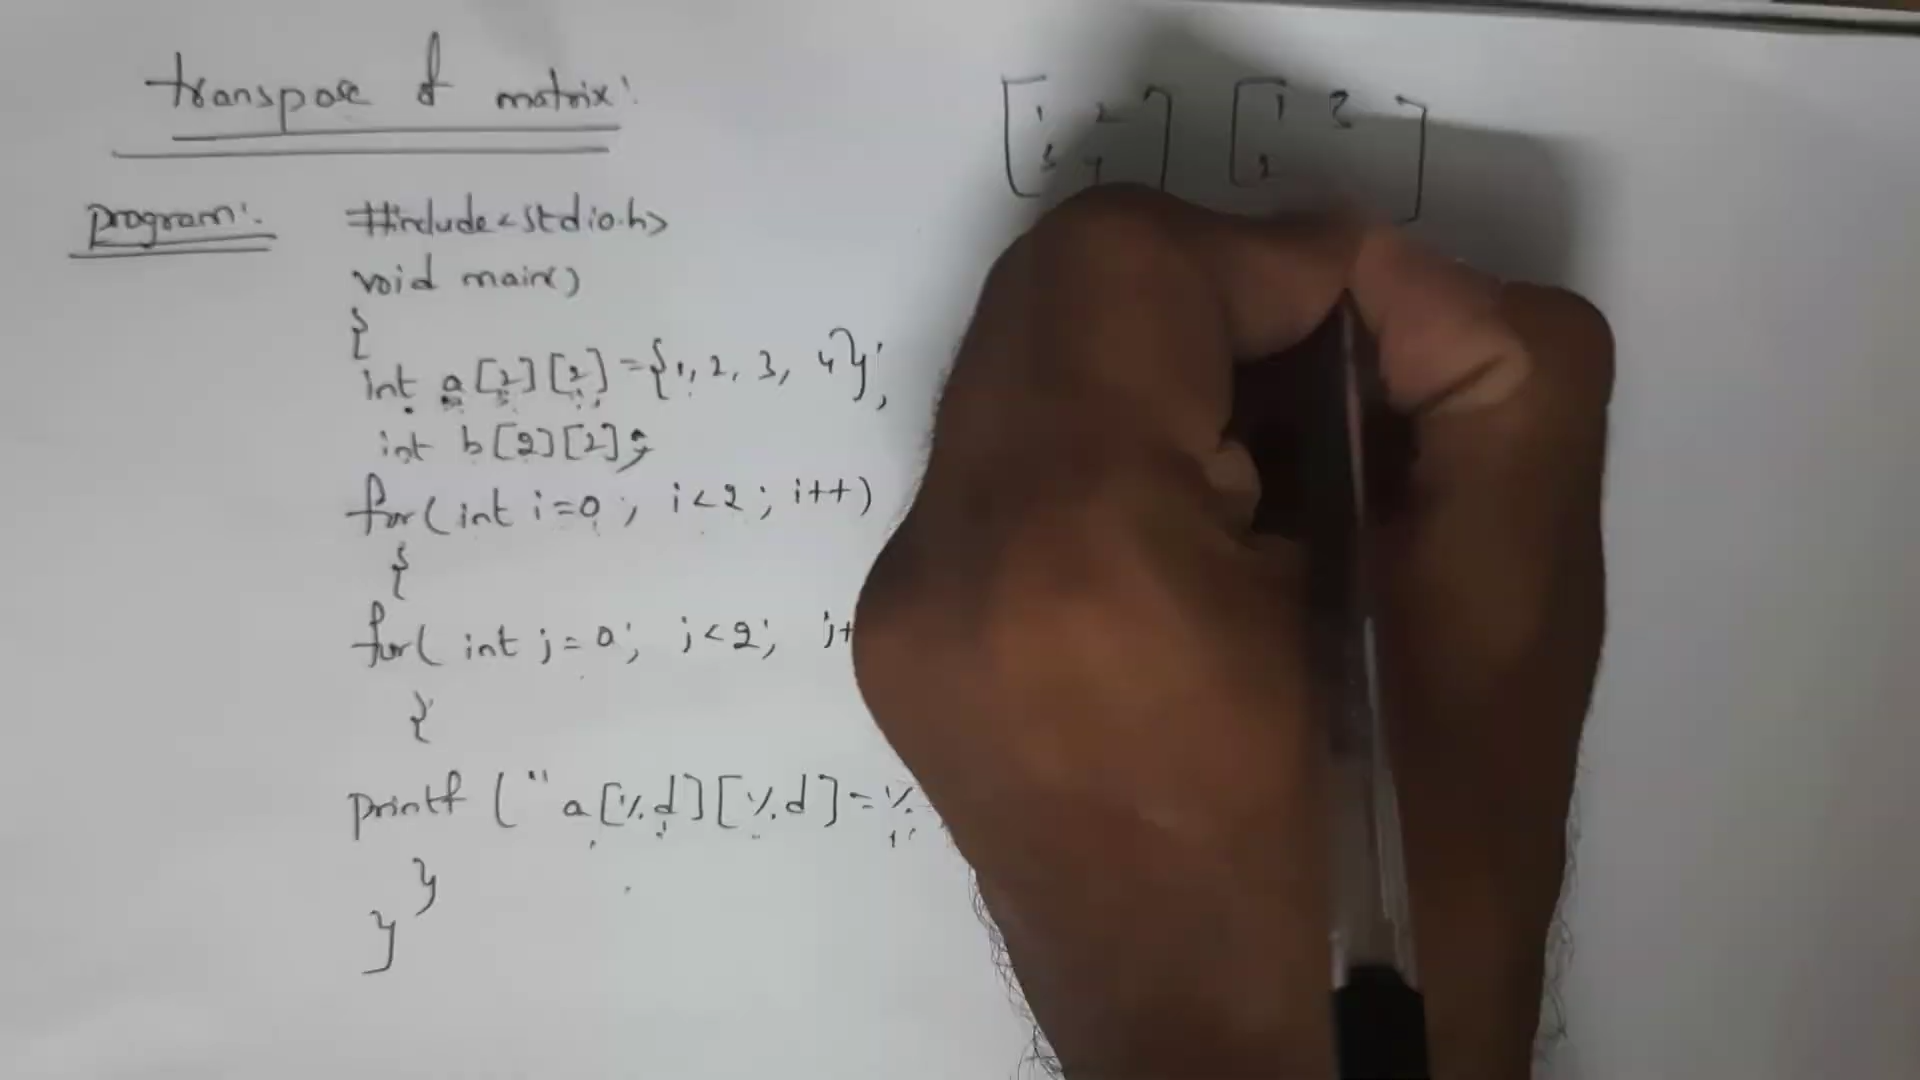 transpose of matrix:
program:
#include<stdio.h>
void main()
{
int a[2][2]={1, 2, 3, 4};
int b[2][2];
for(int i=0; i<2; i++)
{
for( int j=0; j<2; j+
{
printf ("a[%d][%d]=%
}
}
1 2
3 4
1 3
2